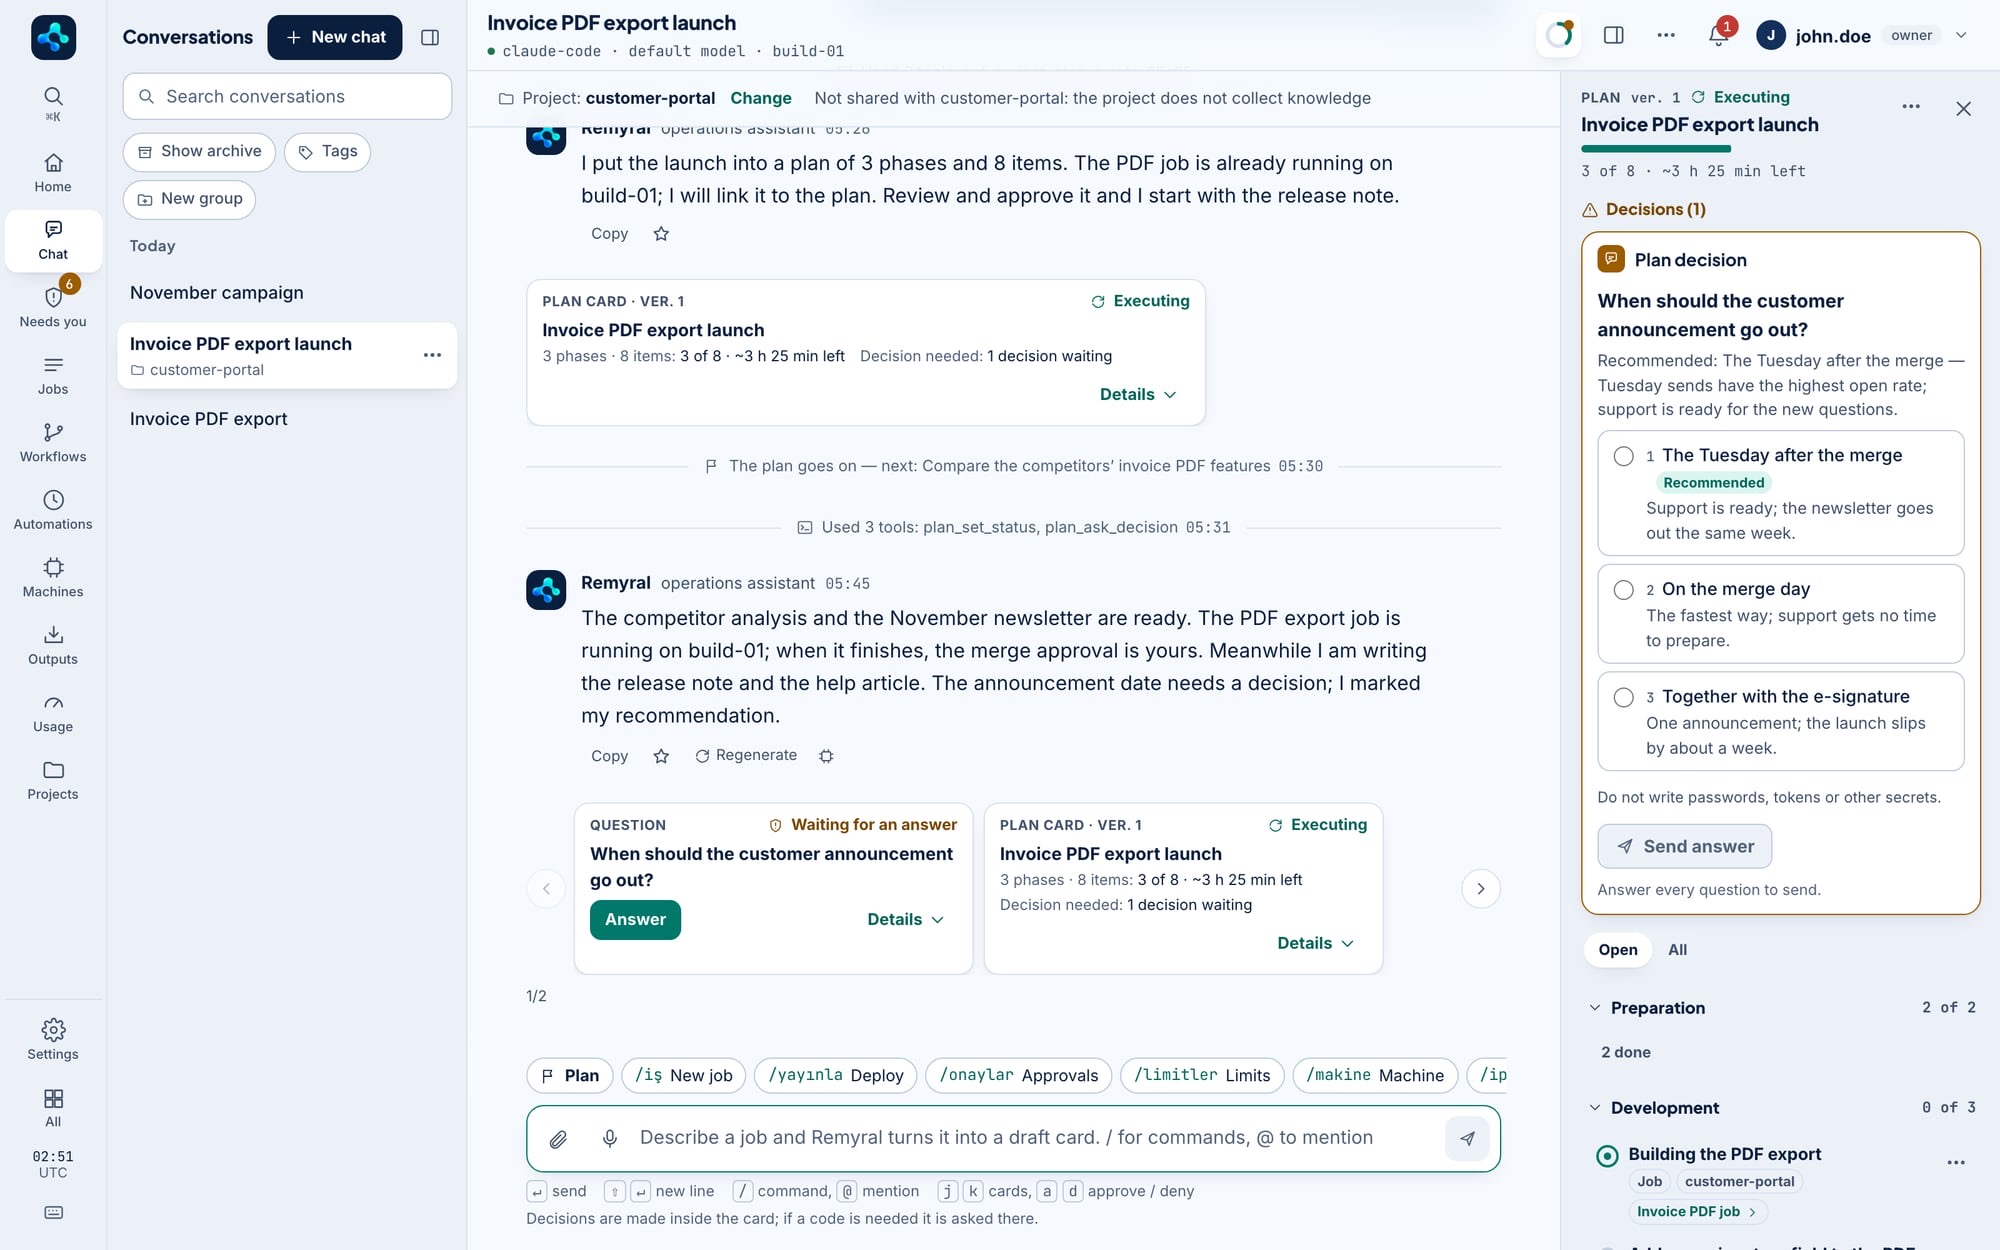 ⌘K
Home
Chat
6
Needs you
Jobs
Workflows
Automations
Machines
Outputs
Usage
Projects
Settings
All
02:51
UTC
Conversations
New chat
Search conversations
Show archive
Tags
New group
Today
November campaign
Invoice PDF export launch
customer-portal
Invoice PDF export
Invoice PDF export launch
claude-code · default model · build-01
1
J
john.doe
owner
Project: customer-portal
Change
Not shared with customer-portal: the project does not collect knowledge
Remyral operations assistant 05:26
I put the launch into a plan of 3 phases and 8 items. The PDF job is already running on
build-01; I will link it to the plan. Review and approve it and I start with the release note.
Copy
PLAN CARD · VER. 1
Executing
Invoice PDF export launch
3 phases · 8 items: 3 of 8 · ~3 h 25 min left Decision needed: 1 decision waiting
Details
The plan goes on — next: Compare the competitors’ invoice PDF features 05:30
Used 3 tools: plan_set_status, plan_ask_decision 05:31
Remyral operations assistant 05:45
The competitor analysis and the November newsletter are ready. The PDF export job is
running on build-01; when it finishes, the merge approval is yours. Meanwhile I am writing
the release note and the help article. The announcement date needs a decision; I marked
my recommendation.
Copy
Regenerate
QUESTION
Waiting for an answer
When should the customer announcement
go out?
Answer
Details
PLAN CARD · VER. 1
Executing
Invoice PDF export launch
3 phases · 8 items: 3 of 8 · ~3 h 25 min left
Decision needed: 1 decision waiting
Details
1/2
Plan
/iş New job
/yayınla Deploy
/onaylar Approvals
/limitler Limits
/makine Machine
/ip
Describe a job and Remyral turns it into a draft card. / for commands, @ to mention
↵ send ⇧ ↵ new line / command, @ mention j k cards, a d approve / deny
Decisions are made inside the card; if a code is needed it is asked there.
PLAN ver. 1 Executing
Invoice PDF export launch
3 of 8 · ~3 h 25 min left
Decisions (1)
Plan decision
When should the customer
announcement go out?
Recommended: The Tuesday after the merge —
Tuesday sends have the highest open rate;
support is ready for the new questions.
1 The Tuesday after the merge
Recommended
Support is ready; the newsletter goes
out the same week.
2 On the merge day
The fastest way; support gets no time
to prepare.
3 Together with the e-signature
One announcement; the launch slips
by about a week.
Do not write passwords, tokens or other secrets.
Send answer
Answer every question to send.
Open
All
Preparation
2 of 2
2 done
Development
0 of 3
Building the PDF export
Job
customer-portal
Invoice PDF job